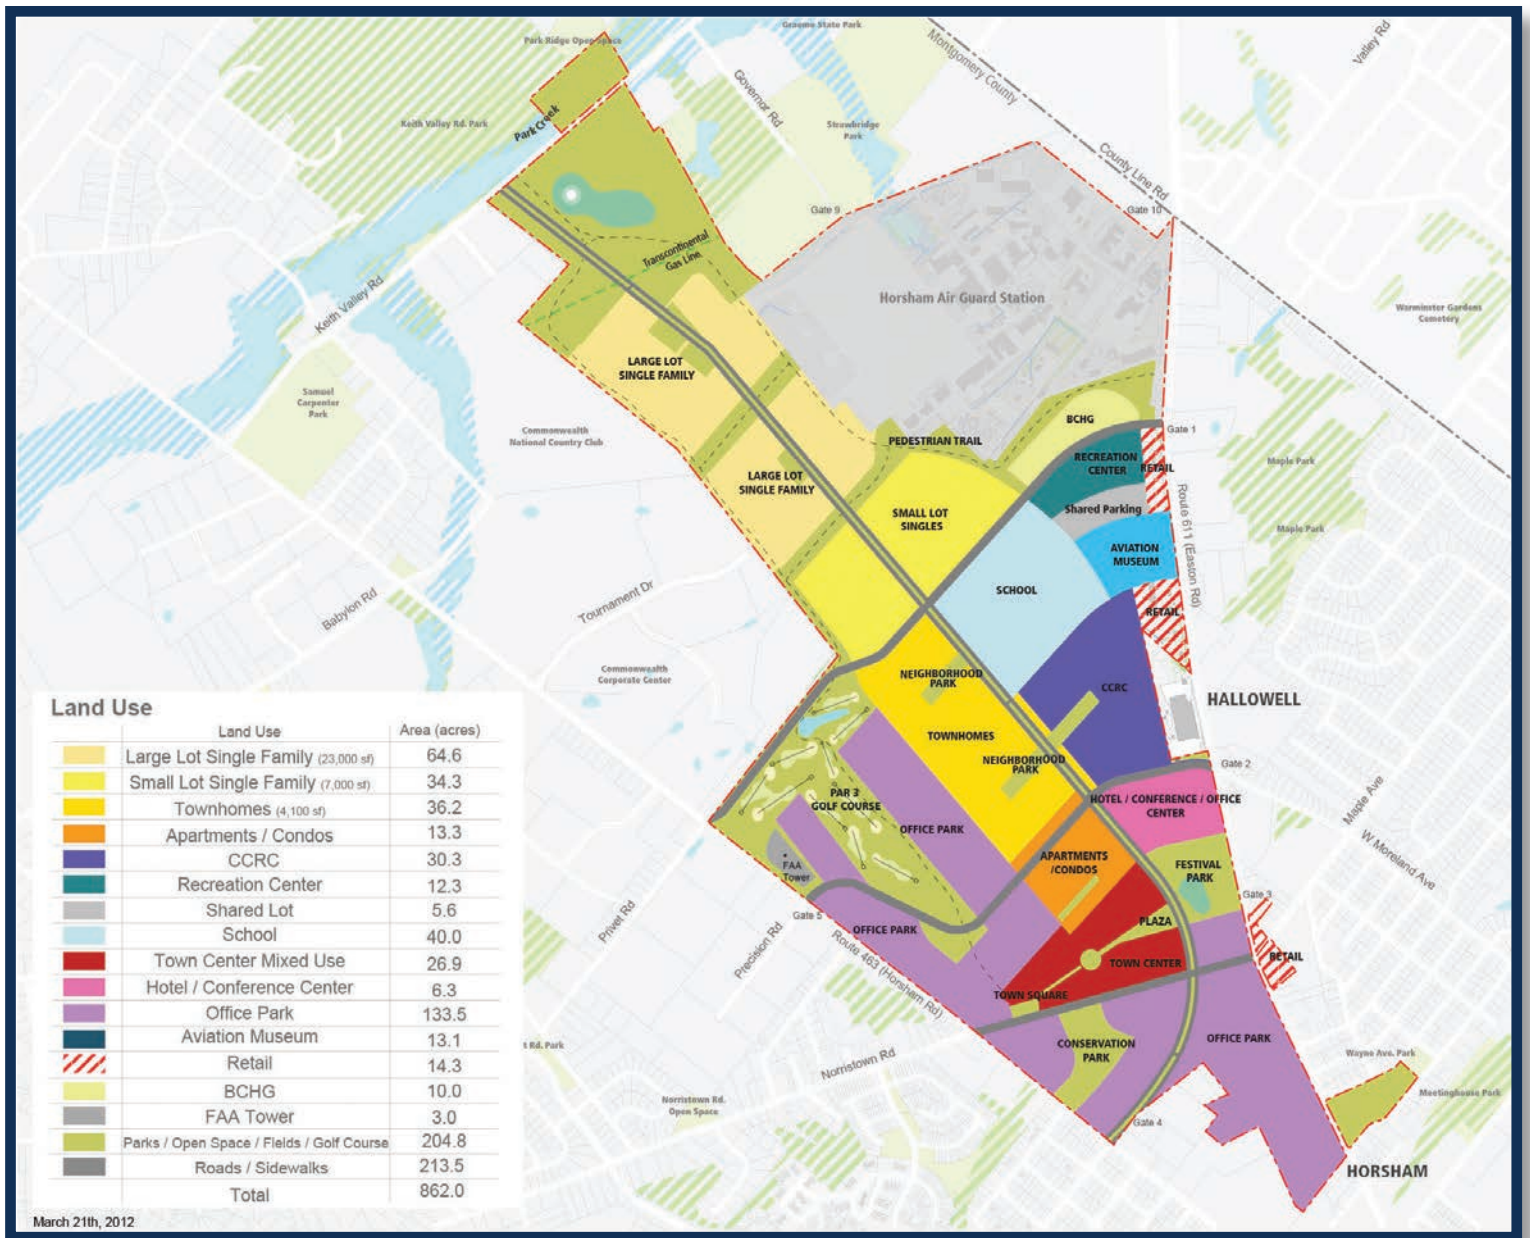 Graeme State Park
Park Ridge Open Space
Montgomery County
Valley Rd
Governor Rd
Keith Valley Rd. Park
Park Creek
Strawbridge
Park
County Line Rd
Gate 9
Gate 10
Transcontinental
Gas Line
Horsham Air Guard Station
Keith Valley Rd
Warminster Gardens
Cemetery
LARGE LOT
SINGLE FAMILY
Samuel
Carpenter
Park
BCHG
Gate 1
Commonwealth
National Country Club
PEDESTRIAN TRAIL
RECREATION
CENTER
RETAIL
Maple Park
LARGE LOT
SINGLE FAMILY
Shared Parking
SMALL LOT
SINGLES
Route 611 (Easton Rd)
Maple Park
AVIATION
MUSEUM
SCHOOL
Tournament Dr
Babylon Rd
RETAIL
Commonwealth
Corporate Center
NEIGHBORHOOD
PARK
CCRC
HALLOWELL
TOWNHOMES
NEIGHBORHOOD
PARK
Gate 2
PAR 3
GOLF COURSE
HOTEL / CONFERENCE / OFFICE
CENTER
Maple Ave
OFFICE PARK
W Moreland Ave
FAA
Tower
APARTMENTS
/CONDOS
FESTIVAL
PARK
Gate 3
Gate 5
Privet Rd
Precision Rd
OFFICE PARK
Route 463 (Horsham Rd)
PLAZA
TOWN CENTER
RETAIL
TOWN SQUARE
OFFICE PARK
CONSERVATION
PARK
t Rd. Park
Norristown Rd
Wayne Ave. Park
Meetinghouse Park
Norristown Rd.
Open Space
Gate 4
HORSHAM
Land Use
Land Use Area (acres)
Large Lot Single Family (23,000 sf) 64.6
Small Lot Single Family (7,000 sf) 34.3
Townhomes (4,100 sf) 36.2
Apartments / Condos 13.3
CCRC 30.3
Recreation Center 12.3
Shared Lot 5.6
School 40.0
Town Center Mixed Use 26.9
Hotel / Conference Center 6.3
Office Park 133.5
Aviation Museum 13.1
Retail 14.3
BCHG 10.0
FAA Tower 3.0
Parks / Open Space / Fields / Golf Course 204.8
Roads / Sidewalks 213.5
Total 862.0
March 21th, 2012